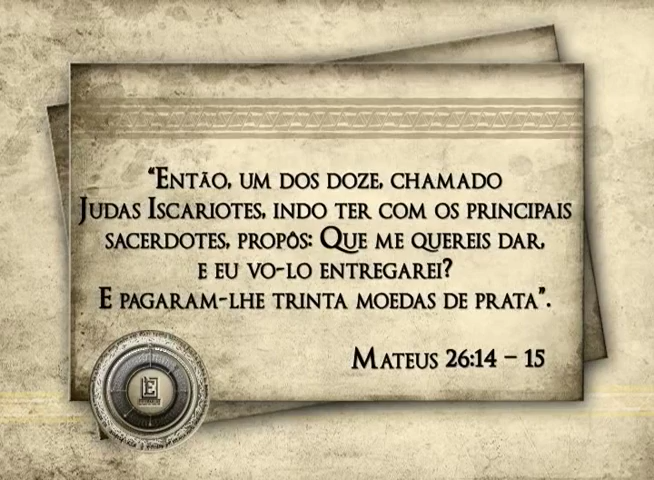 “Então, um dos doze, chamado
Judas Iscariotes, indo ter com os principais
sacerdotes, propôs: Que me quereis dar,
e eu vo-lo entregarei?
E pagaram-lhe trinta moedas de prata”.
Mateus 26:14 – 15